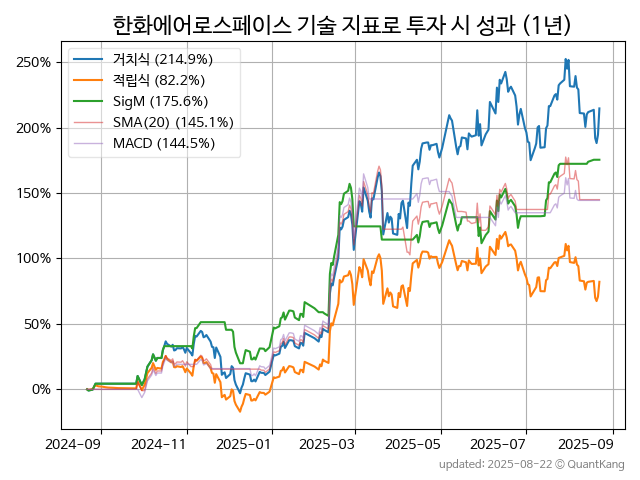 한화에어로스페이스 기술 지표로 투자 시 성과 (1년)
거치식 (214.9%)
적립식 (82.2%)
SigM (175.6%)
SMA(20) (145.1%)
MACD (144.5%)
250%
200%
150%
100%
50%
0%
2024-09 2024-11 2025-01 2025-03 2025-05 2025-07 2025-09
updated: 2025-08-22 © QuantKang